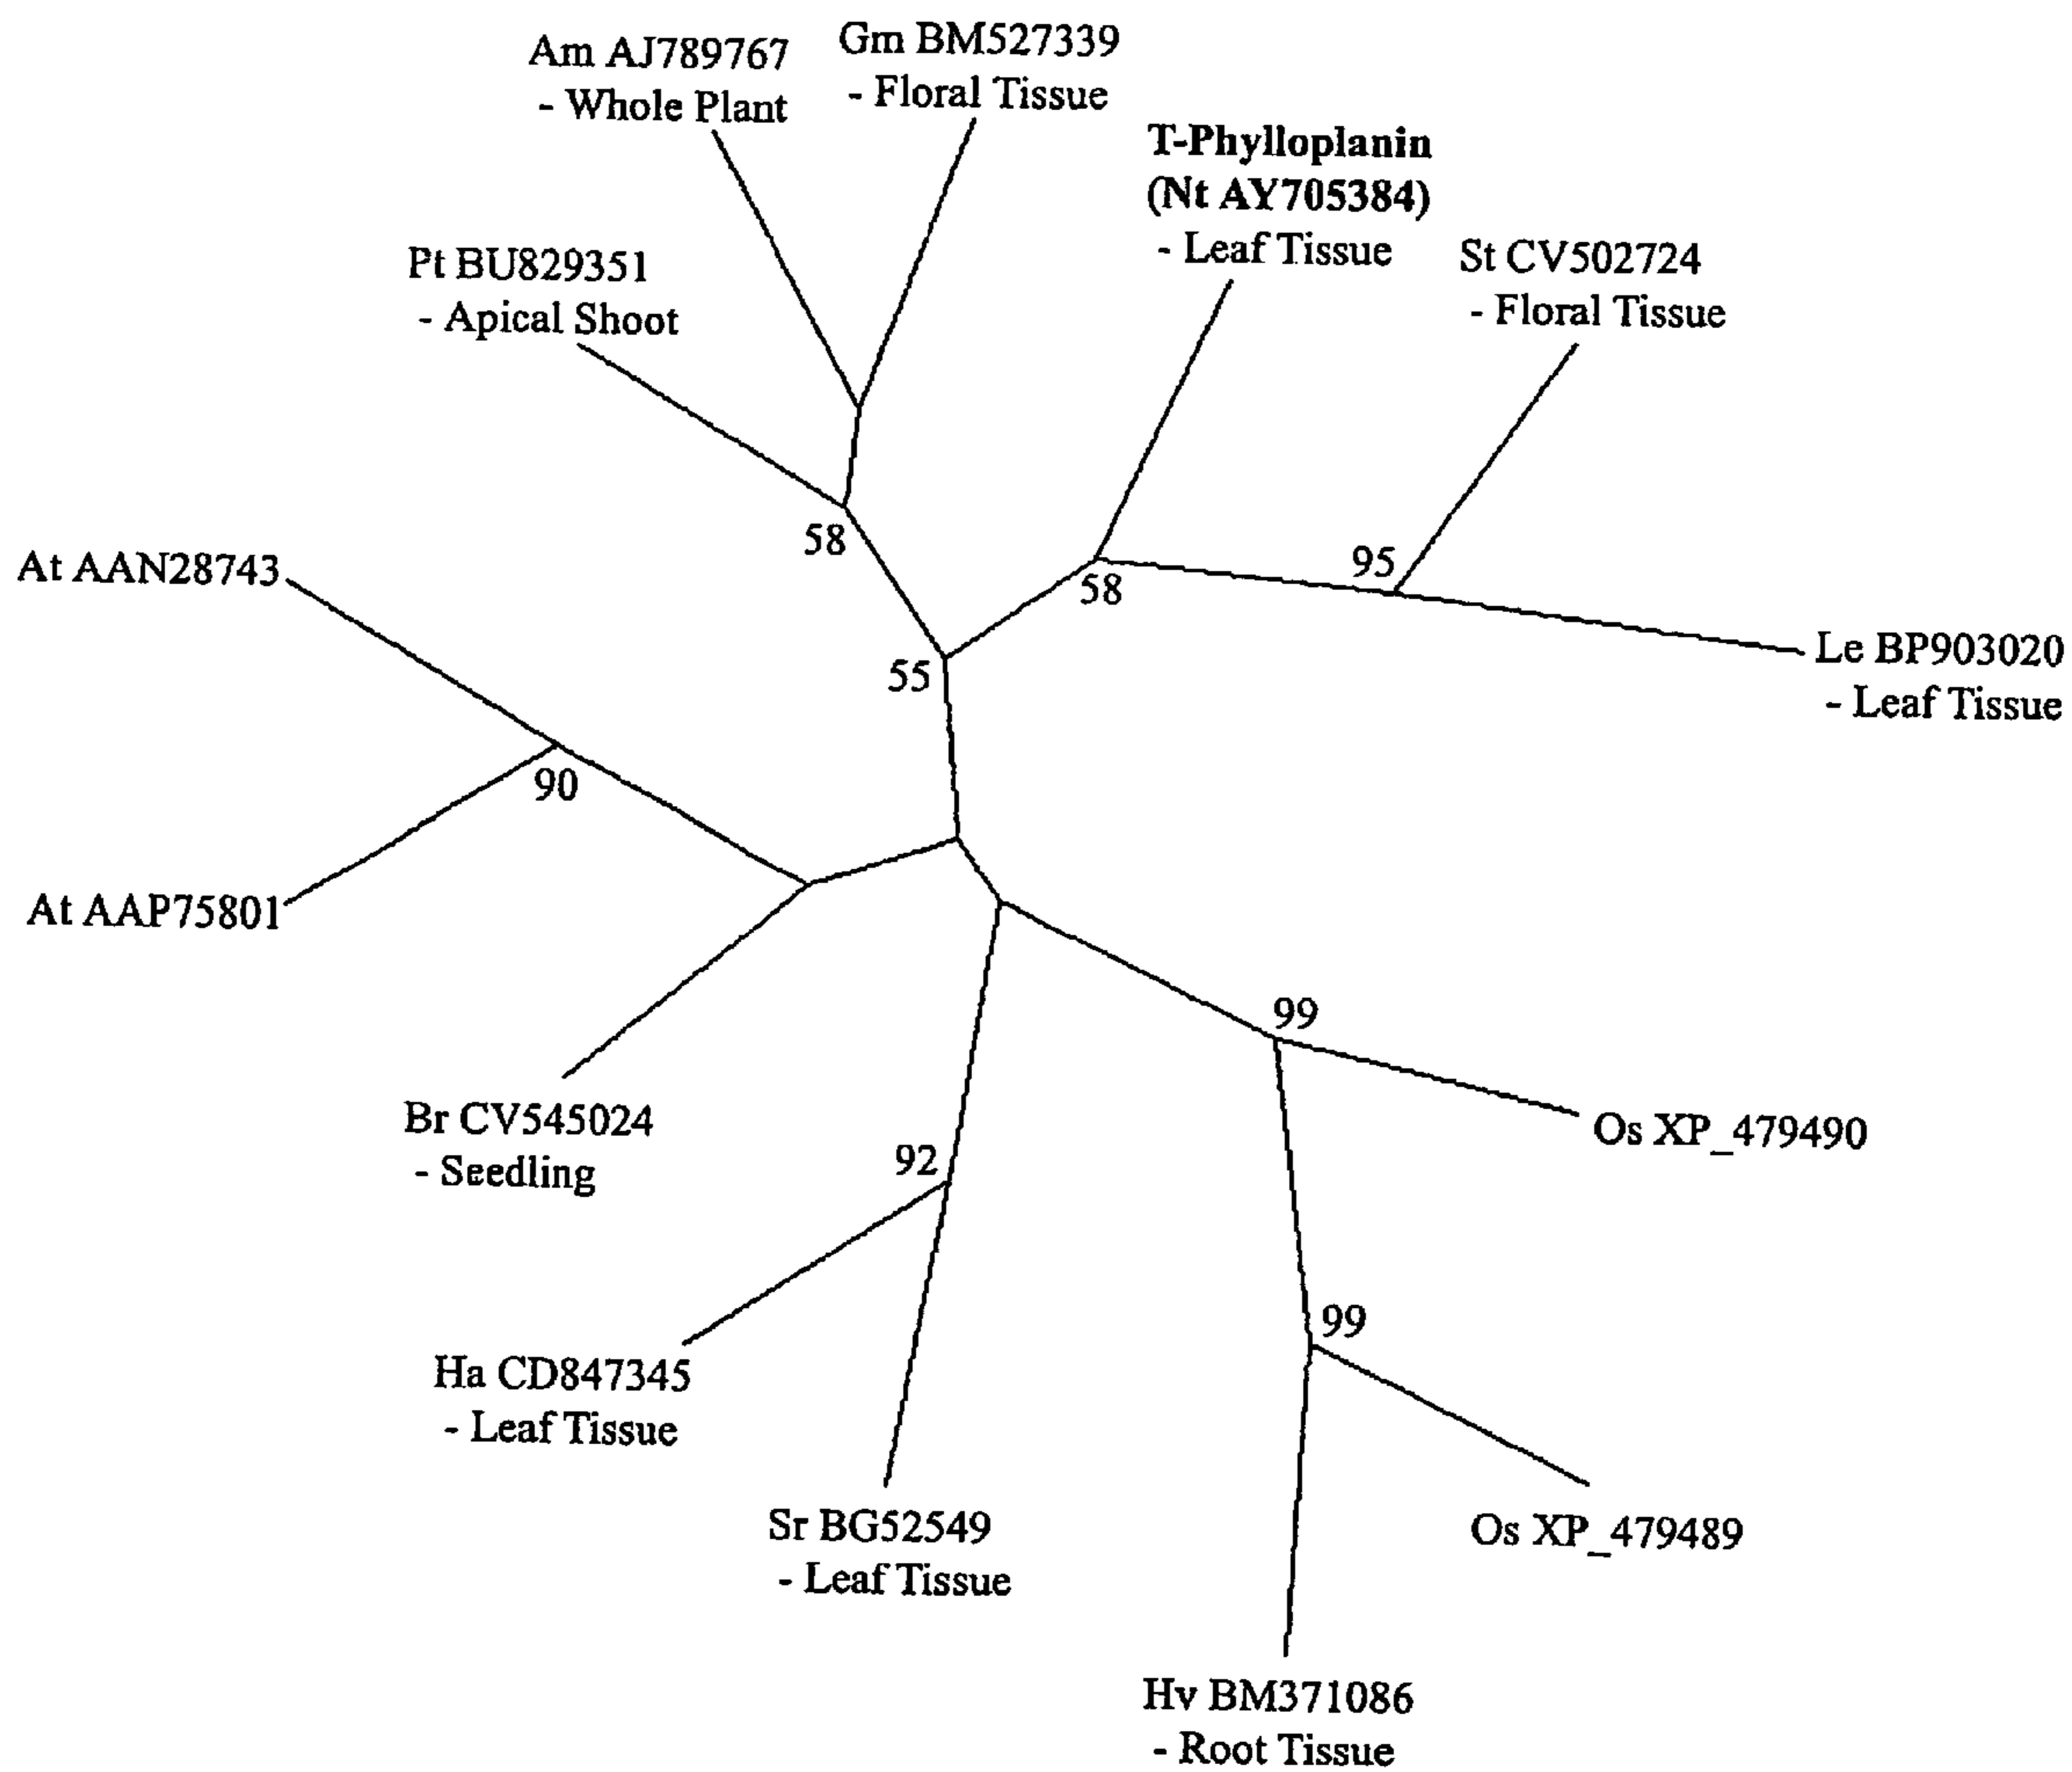 Am AJ789767
- Whole Plant
Gm BM527339
- Floral Tissue
T-Phylloplanin
(Nt AY705384)
- Leaf Tissue
St CV502724
- Floral Tissue
Pt BU829351
- Apical Shoot
58
95
58
At AAN28743
55
Le BP903020
- Leaf Tissue
90
At AAP75801
99
Br CV545024
- Seedling
Os XP_479490
92
99
Ha CD847345
- Leaf Tissue
Sr BG52549
- Leaf Tissue
Os XP_479489
Hv BM371086
- Root Tissue